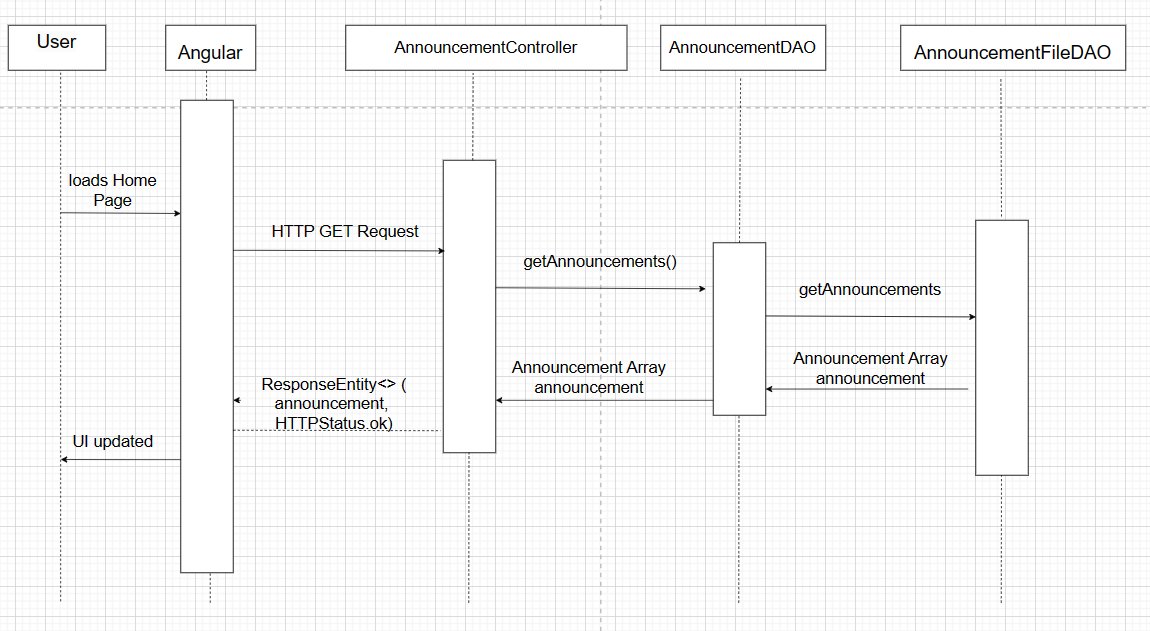 User
Angular
AnnouncementController
AnnouncementDAO
AnnouncementFileDAO
loads Home
Page
HTTP GET Request
getAnnouncements()
getAnnouncements
Announcement Array
announcement
Announcement Array
announcement
ResponseEntity<> (
announcement,
HTTPStatus.ok)
UI updated